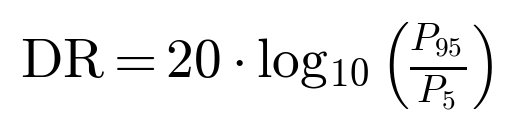 DR = 20 · log₁₀ (P₉₅ / P₅)